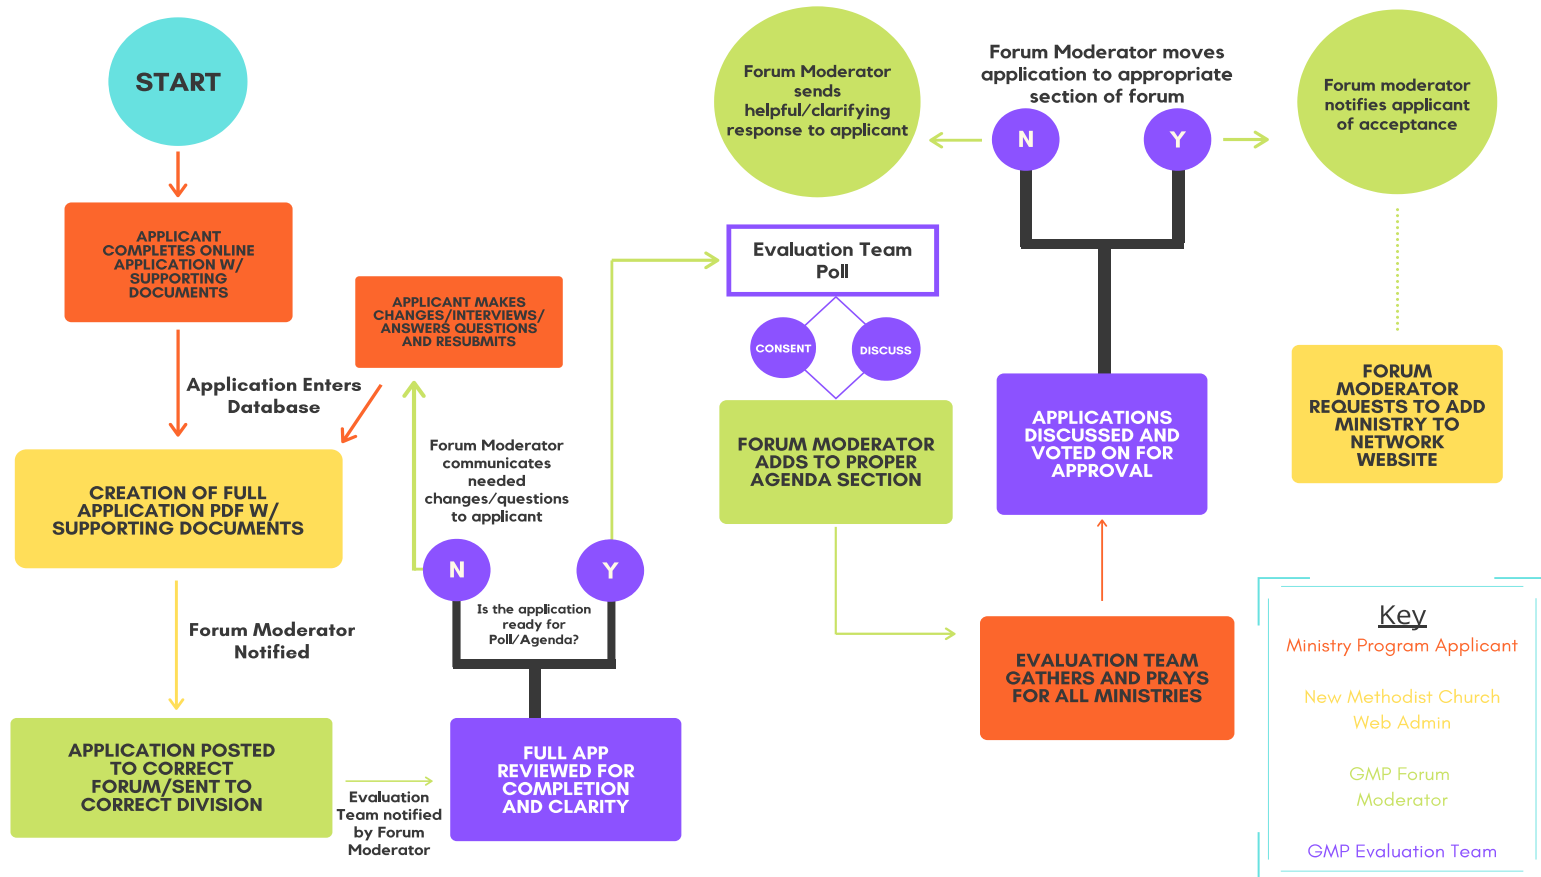 START
APPLICANT
COMPLETES ONLINE
APPLICATION W/
SUPPORTING
DOCUMENTS
Application Enters
Database
APPLICANT MAKES
CHANGES/INTERVIEWS/
ANSWERS QUESTIONS
AND RESUBMITS
CREATION OF FULL
APPLICATION PDF W/
SUPPORTING DOCUMENTS
Forum Moderator
Notified
APPLICATION POSTED
TO CORRECT
FORUM/SENT TO
CORRECT DIVISION
Evaluation
Team notified
by Forum
Moderator
FULL APP
REVIEWED FOR
COMPLETION
AND CLARITY
Is the application
ready for
Poll/Agenda?
N
Y
Forum Moderator
communicates
needed
changes/questions
to applicant
Evaluation Team
Poll
CONSENT
DISCUSS
FORUM MODERATOR
ADDS TO PROPER
AGENDA SECTION
EVALUATION TEAM
GATHERS AND PRAYS
FOR ALL MINISTRIES
APPLICATIONS
DISCUSSED AND
VOTED ON FOR
APPROVAL
Forum Moderator moves
application to appropriate
section of forum
N
Y
Forum Moderator
sends
helpful/clarifying
response to applicant
Forum moderator
notifies applicant
of acceptance
FORUM
MODERATOR
REQUESTS TO ADD
MINISTRY TO
NETWORK
WEBSITE
Key
Ministry Program Applicant
New Methodist Church
Web Admin
GMP Forum
Moderator
GMP Evaluation Team